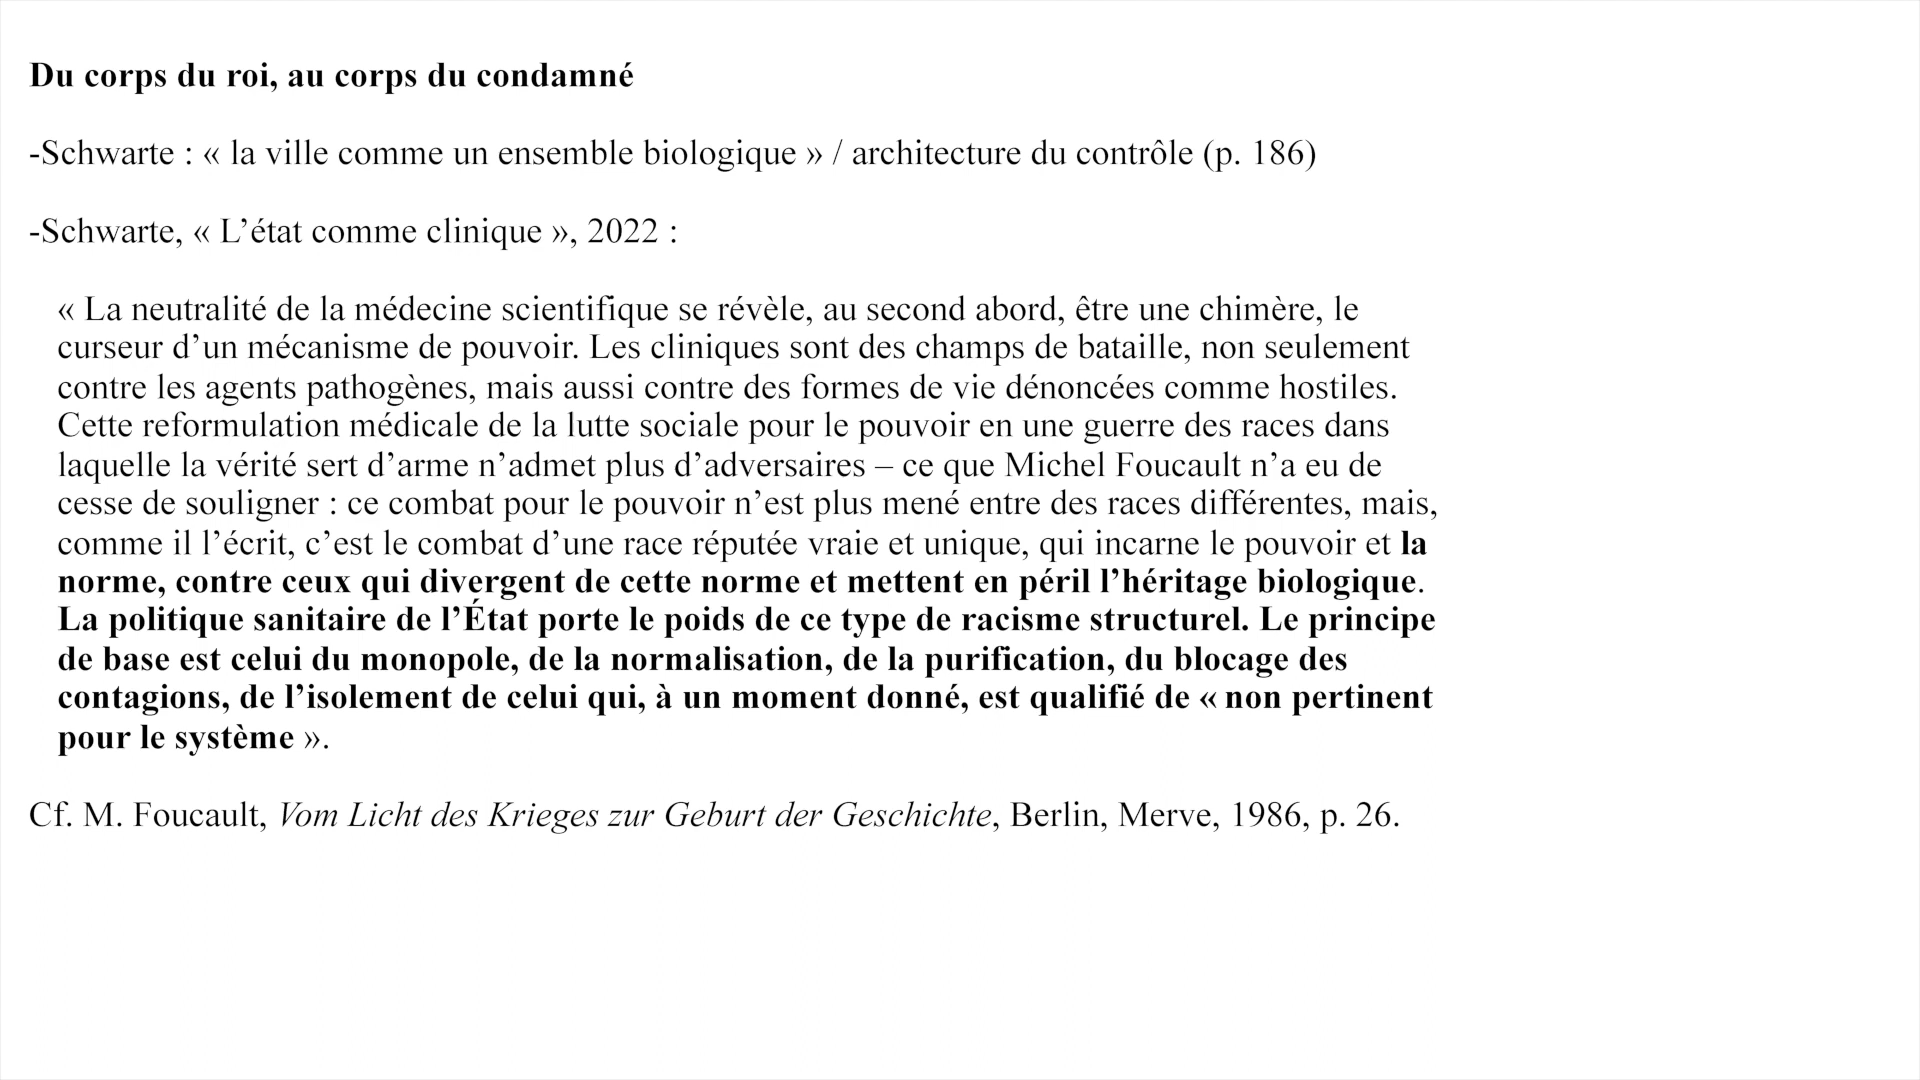 Du corps du roi, au corps du condamné
-Schwarte : « la ville comme un ensemble biologique » / architecture du contrôle (p. 186)
-Schwarte, « L’état comme clinique », 2022 :
« La neutralité de la médecine scientifique se révèle, au second abord, être une chimère, le
curseur d’un mécanisme de pouvoir. Les cliniques sont des champs de bataille, non seulement
contre les agents pathogènes, mais aussi contre des formes de vie dénoncées comme hostiles.
Cette reformulation médicale de la lutte sociale pour le pouvoir en une guerre des races dans
laquelle la vérité sert d’arme n’admet plus d’adversaires – ce que Michel Foucault n’a eu de
cesse de souligner : ce combat pour le pouvoir n’est plus mené entre des races différentes, mais,
comme il l’écrit, c’est le combat d’une race réputée vraie et unique, qui incarne le pouvoir et la
norme, contre ceux qui divergent de cette norme et mettent en péril l’héritage biologique.
La politique sanitaire de l’État porte le poids de ce type de racisme structurel. Le principe
de base est celui du monopole, de la normalisation, de la purification, du blocage des
contagions, de l’isolement de celui qui, à un moment donné, est qualifié de « non pertinent
pour le système ».
Cf. M. Foucault, Vom Licht des Krieges zur Geburt der Geschichte, Berlin, Merve, 1986, p. 26.